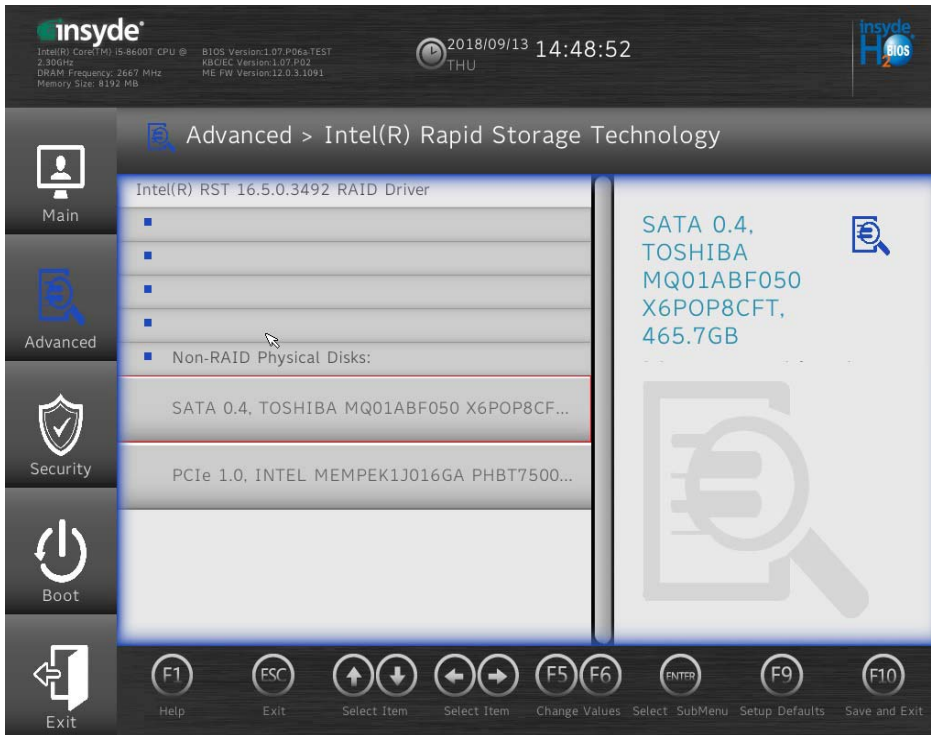 insyde®
Intel(R) Core(TM) i5-8600T CPU @
2.30GHz
DRAM Frequency: 2667 MHz
Memory Size: 8192 MB
BIOS Version:1.07.P06a-TEST
KBC/EC Version:1.07.P02
ME FW Version:12.0.3.1091
2018/09/13 14:48:52
THU
insyde
H2O BIOS
Advanced > Intel(R) Rapid Storage Technology
Main
Advanced
Security
Boot
Exit
Intel(R) RST 16.5.0.3492 RAID Driver
Non-RAID Physical Disks:
SATA 0.4, TOSHIBA MQ01ABF050 X6POP8CF...
PCIe 1.0, INTEL MEMPEK1J016GA PHBT7500...
SATA 0.4,
TOSHIBA
MQ01ABF050
X6POP8CFT,
465.7GB
F1
Help
ESC
Exit
Select Item
Select Item
F5 F6
Change Values
ENTER
Select SubMenu
F9
Setup Defaults
F10
Save and Exit